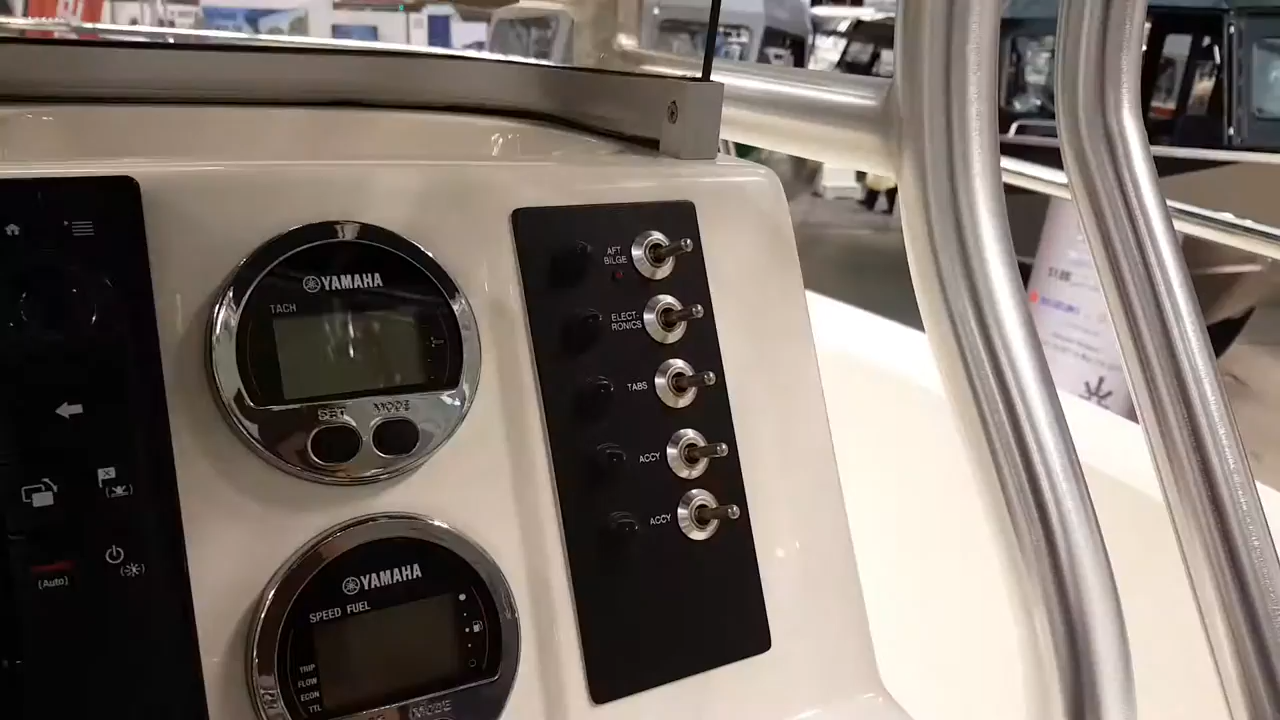 YAMAHA
TACH
SET MODE
YAMAHA
SPEED FUEL
TRIP
FLOW
ECON
TTL
MODE
AFT
BILGE
ELECT-
RONICS
TABS
ACCY
ACCY
(Auto)